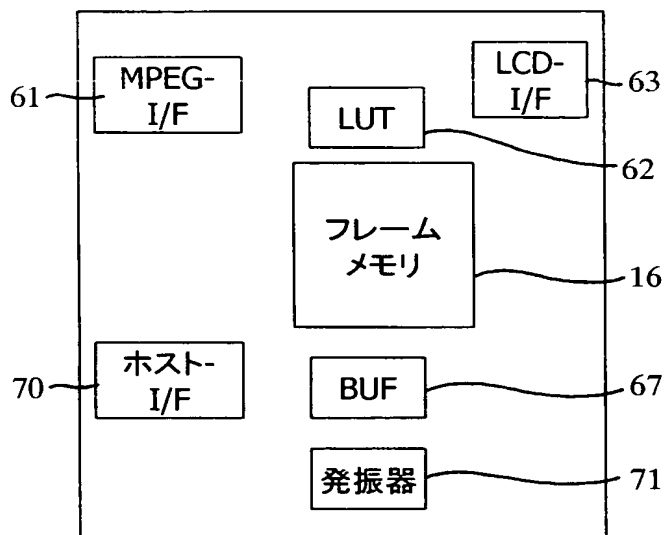 61
MPEG-
I/F
LCD-
I/F
63
LUT
62
フレーム
メモリ
16
70
ホスト-
I/F
BUF
67
発振器
71